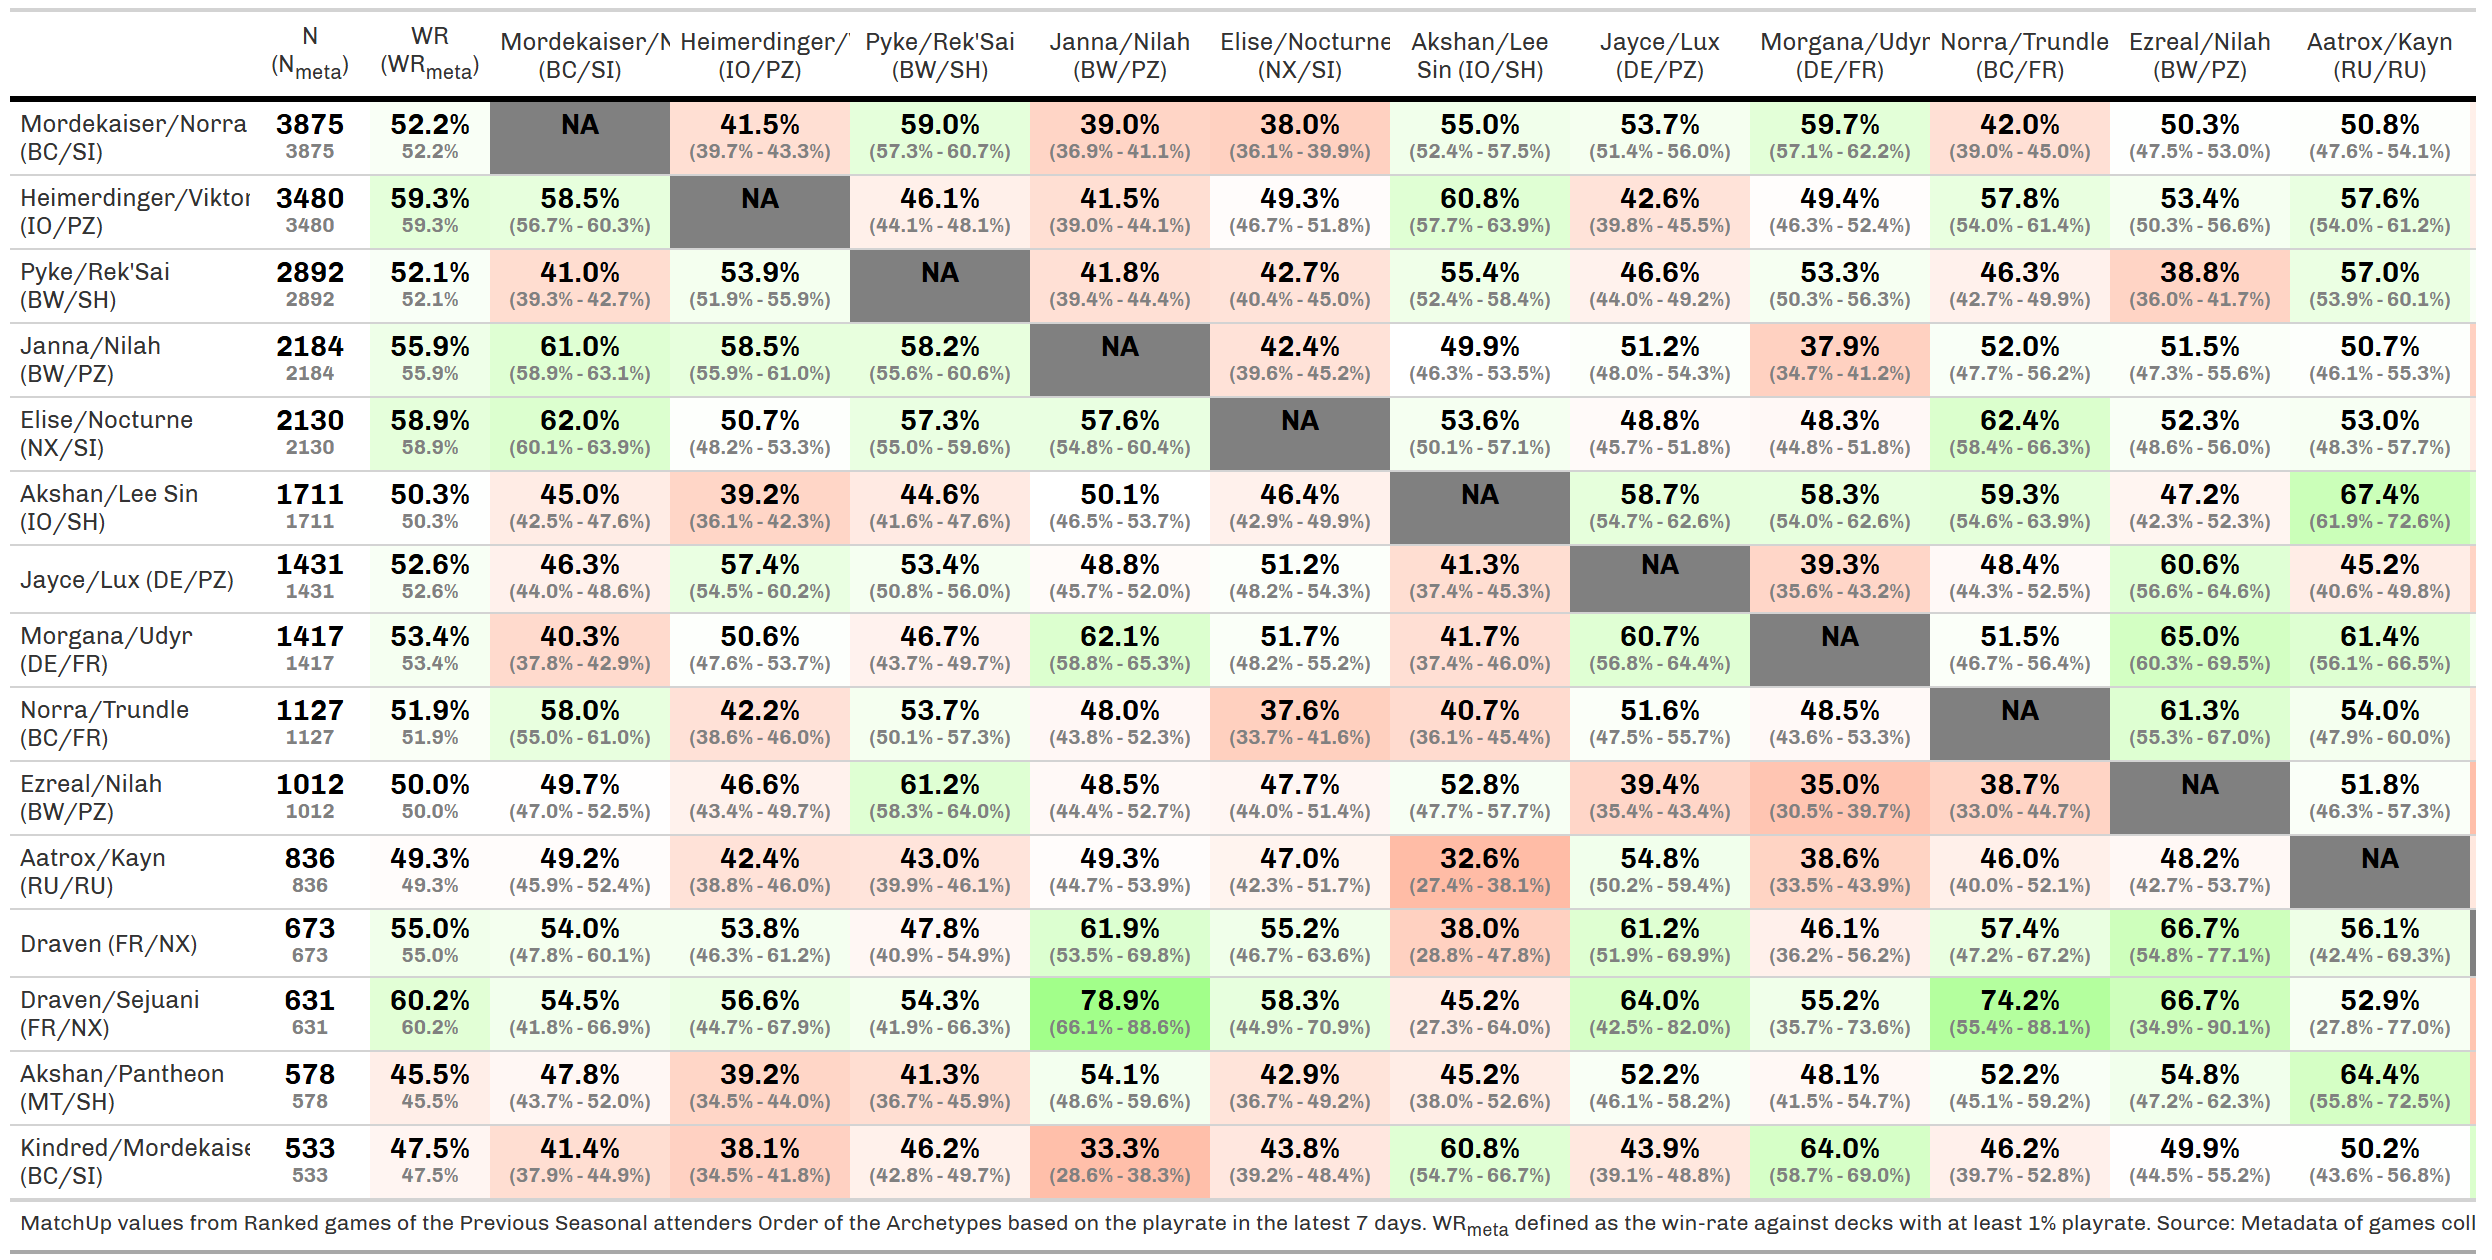 N WR Mordekaiser/N Heimerdinger/ Pyke/Rek'Sai Janna/Nilah Elise/Nocturne Akshan/Lee Jayce/Lux Morgana/Udyr Norra/Trundle Ezreal/Nilah Aatrox/Kayn
(Nmeta) (WRmeta) (BC/SI) (IO/PZ) (BW/SH) (BW/PZ) (NX/SI) Sin (IO/SH) (DE/PZ) (DE/FR) (BC/FR) (BW/PZ) (RU/RU)
Mordekaiser/Norra 3875 52.2% NA 41.5% 59.0% 39.0% 38.0% 55.0% 53.7% 59.7% 42.0% 50.3% 50.8%
(BC/SI) 3875 52.2% (39.7% - 43.3%) (57.3% - 60.7%) (36.9% - 41.1%) (36.1% - 39.9%) (52.4% - 57.5%) (51.4% - 56.0%) (57.1% - 62.2%) (39.0% - 45.0%) (47.5% - 53.0%) (47.6% - 54.1%)
Heimerdinger/Viktor 3480 59.3% 58.5% NA 46.1% 41.5% 49.3% 60.8% 42.6% 49.4% 57.8% 53.4% 57.6%
(IO/PZ) 3480 59.3% (56.7% - 60.3%) (44.1% - 48.1%) (39.0% - 44.1%) (46.7% - 51.8%) (57.7% - 63.9%) (39.8% - 45.5%) (46.3% - 52.4%) (54.0% - 61.4%) (50.3% - 56.6%) (54.0% - 61.2%)
Pyke/Rek'Sai 2892 52.1% 41.0% 53.9% NA 41.8% 42.7% 55.4% 46.6% 53.3% 46.3% 38.8% 57.0%
(BW/SH) 2892 52.1% (39.3% - 42.7%) (51.9% - 55.9%) (39.4% - 44.4%) (40.4% - 45.0%) (52.4% - 58.4%) (44.0% - 49.2%) (50.3% - 56.3%) (42.7% - 49.9%) (36.0% - 41.7%) (53.9% - 60.1%)
Janna/Nilah 2184 55.9% 61.0% 58.5% 58.2% NA 42.4% 49.9% 51.2% 37.9% 52.0% 51.5% 50.7%
(BW/PZ) 2184 55.9% (58.9% - 63.1%) (55.9% - 61.0%) (55.6% - 60.6%) (39.6% - 45.2%) (46.3% - 53.5%) (48.0% - 54.3%) (34.7% - 41.2%) (47.7% - 56.2%) (47.3% - 55.6%) (46.1% - 55.3%)
Elise/Nocturne 2130 58.9% 62.0% 50.7% 57.3% 57.6% NA 53.6% 48.8% 48.3% 62.4% 52.3% 53.0%
(NX/SI) 2130 58.9% (60.1% - 63.9%) (48.2% - 53.3%) (55.0% - 59.6%) (54.8% - 60.4%) (50.1% - 57.1%) (45.7% - 51.8%) (44.8% - 51.8%) (58.4% - 66.3%) (48.6% - 56.0%) (48.3% - 57.7%)
Akshan/Lee Sin 1711 50.3% 45.0% 39.2% 44.6% 50.1% 46.4% NA 58.7% 58.3% 59.3% 47.2% 67.4%
(IO/SH) 1711 50.3% (42.5% - 47.6%) (36.1% - 42.3%) (41.6% - 47.6%) (46.5% - 53.7%) (42.9% - 49.9%) (54.7% - 62.6%) (54.0% - 62.6%) (54.6% - 63.9%) (42.3% - 52.3%) (61.9% - 72.6%)
Jayce/Lux (DE/PZ) 1431 52.6% 46.3% 57.4% 53.4% 48.8% 51.2% 41.3% NA 39.3% 48.4% 60.6% 45.2%
1431 52.6% (44.0% - 48.6%) (54.5% - 60.2%) (50.8% - 56.0%) (45.7% - 52.0%) (48.2% - 54.3%) (37.4% - 45.3%) (35.6% - 43.2%) (44.3% - 52.5%) (56.6% - 64.6%) (40.6% - 49.8%)
Morgana/Udyr 1417 53.4% 40.3% 50.6% 46.7% 62.1% 51.7% 41.7% 60.7% NA 51.5% 65.0% 61.4%
(DE/FR) 1417 53.4% (37.8% - 42.9%) (47.6% - 53.7%) (43.7% - 49.7%) (58.8% - 65.3%) (48.2% - 55.2%) (37.4% - 46.0%) (56.8% - 64.4%) (46.7% - 56.4%) (60.3% - 69.5%) (56.1% - 66.5%)
Norra/Trundle 1127 51.9% 58.0% 42.2% 53.7% 48.0% 37.6% 40.7% 51.6% 48.5% NA 61.3% 54.0%
(BC/FR) 1127 51.9% (55.0% - 61.0%) (38.6% - 46.0%) (50.1% - 57.3%) (43.8% - 52.3%) (33.7% - 41.6%) (36.1% - 45.4%) (47.5% - 55.7%) (43.6% - 53.3%) (55.3% - 67.0%) (47.9% - 60.0%)
Ezreal/Nilah 1012 50.0% 49.7% 46.6% 61.2% 48.5% 47.7% 52.8% 39.4% 35.0% 38.7% NA 51.8%
(BW/PZ) 1012 50.0% (47.0% - 52.5%) (43.4% - 49.7%) (58.3% - 64.0%) (44.4% - 52.7%) (44.0% - 51.4%) (47.7% - 57.7%) (35.4% - 43.4%) (30.5% - 39.7%) (33.0% - 44.7%) (46.3% - 57.3%)
Aatrox/Kayn 836 49.3% 49.2% 42.4% 43.0% 49.3% 47.0% 32.6% 54.8% 38.6% 46.0% 48.2% NA
(RU/RU) 836 49.3% (45.9% - 52.4%) (38.8% - 46.0%) (39.9% - 46.1%) (44.7% - 53.9%) (42.3% - 51.7%) (27.4% - 38.1%) (50.2% - 59.4%) (33.5% - 43.9%) (40.0% - 52.1%) (42.7% - 53.7%)
Draven (FR/NX) 673 55.0% 54.0% 53.8% 47.8% 61.9% 55.2% 38.0% 61.2% 46.1% 57.4% 66.7% 56.1%
673 55.0% (47.8% - 60.1%) (46.3% - 61.2%) (40.9% - 54.9%) (53.5% - 69.8%) (46.7% - 63.6%) (28.8% - 47.8%) (51.9% - 69.9%) (36.2% - 56.2%) (47.2% - 67.2%) (54.8% - 77.1%) (42.4% - 69.3%)
Draven/Sejuani 631 60.2% 54.5% 56.6% 54.3% 78.9% 58.3% 45.2% 64.0% 55.2% 74.2% 66.7% 52.9%
(FR/NX) 631 60.2% (41.8% - 66.9%) (44.7% - 67.9%) (41.9% - 66.3%) (66.1% - 88.6%) (44.9% - 70.9%) (27.3% - 64.0%) (42.5% - 82.0%) (35.7% - 73.6%) (55.4% - 88.1%) (34.9% - 90.1%) (27.8% - 77.0%)
Akshan/Pantheon 578 45.5% 47.8% 39.2% 41.3% 54.1% 42.9% 45.2% 52.2% 48.1% 52.2% 54.8% 64.4%
(MT/SH) 578 45.5% (43.7% - 52.0%) (34.5% - 44.0%) (36.7% - 45.9%) (48.6% - 59.6%) (36.7% - 49.2%) (38.0% - 52.6%) (46.1% - 58.2%) (41.5% - 54.7%) (45.1% - 59.2%) (47.2% - 62.3%) (55.8% - 72.5%)
Kindred/Mordekaise 533 47.5% 41.4% 38.1% 46.2% 33.3% 43.8% 60.8% 43.9% 64.0% 46.2% 49.9% 50.2%
(BC/SI) 533 47.5% (37.9% - 44.9%) (34.5% - 41.8%) (42.8% - 49.7%) (28.6% - 38.3%) (39.2% - 48.4%) (54.7% - 66.7%) (39.1% - 48.8%) (58.7% - 69.0%) (39.7% - 52.8%) (44.5% - 55.2%) (43.6% - 56.8%)
MatchUp values from Ranked games of the Previous Seasonal attenders Order of the Archetypes based on the playrate in the latest 7 days. WRmeta defined as the win-rate against decks with at least 1% playrate. Source: Metadata of games coll